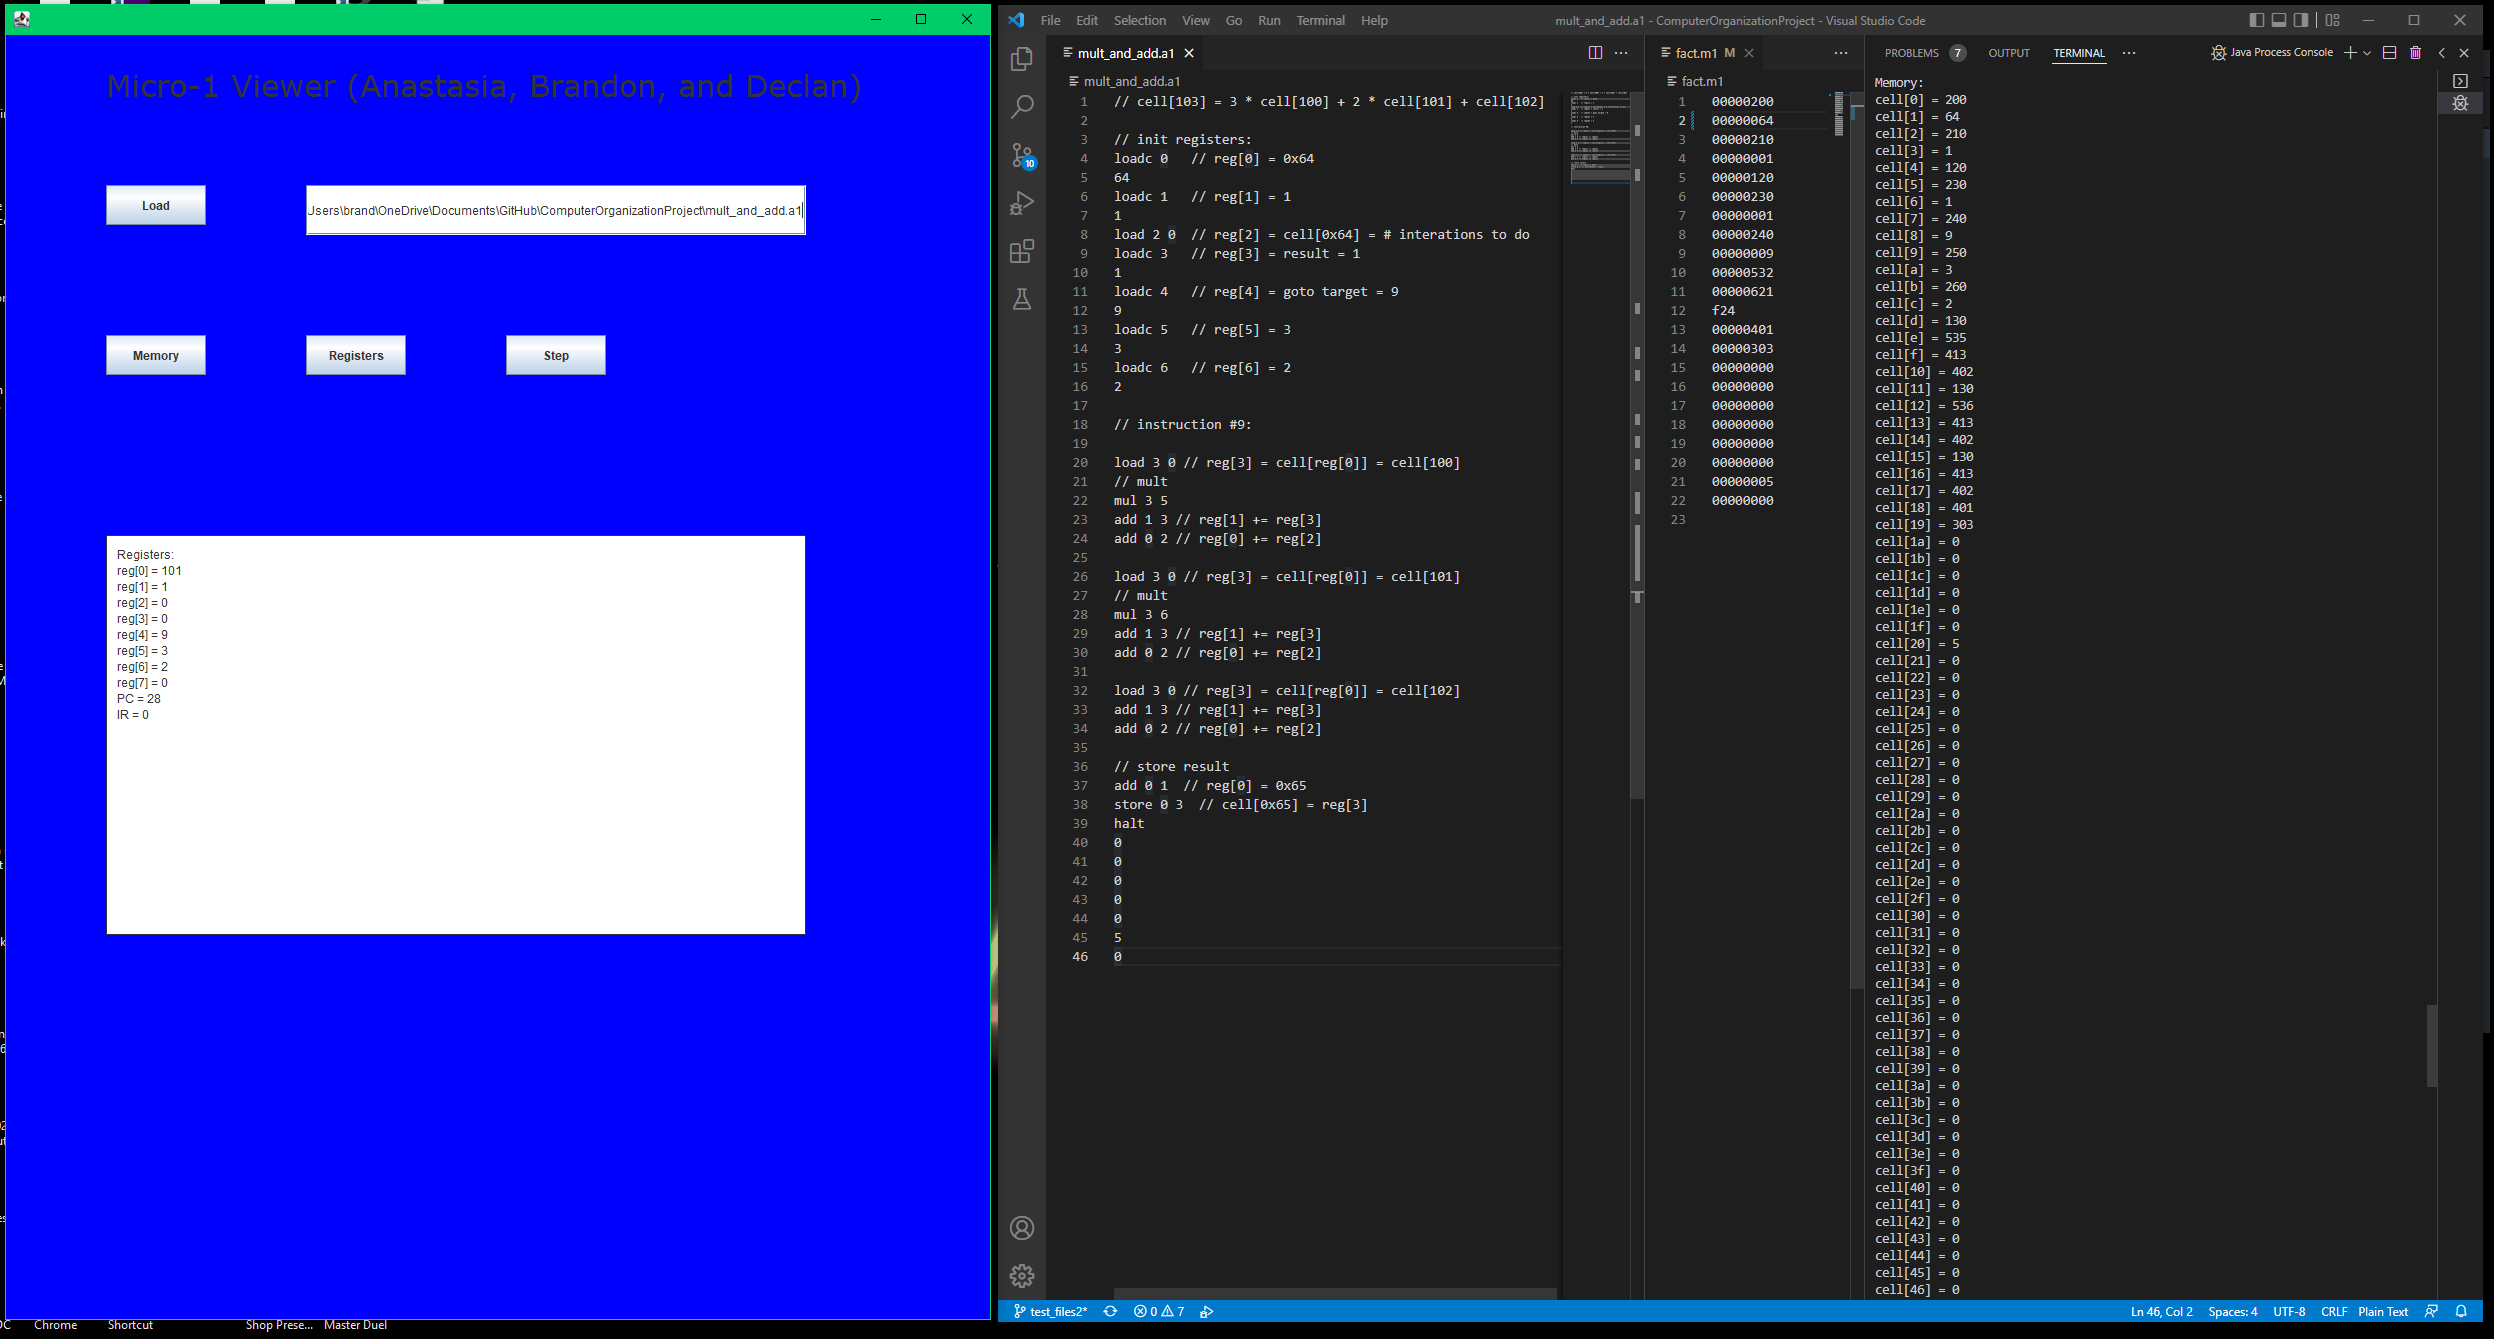 Micro-1 Viewer (Anastasia, Brandon, and Declan)
Load
Users\brand\OneDrive\Documents\GitHub\ComputerOrganizationProject\mult_and_add.a1
Memory Registers Step
Registers:
reg[0] = 101
reg[1] = 1
reg[2] = 0
reg[3] = 0
reg[4] = 9
reg[5] = 3
reg[6] = 2
reg[7] = 0
PC = 28
IR = 0
Chrome Shortcut Shop Prese... Master Duel
File Edit Selection View Go Run Terminal Help
mult_and_add.a1 - ComputerOrganizationProject - Visual Studio Code
mult_and_add.a1
mult_and_add.a1
10
1 // cell[103] = 3 * cell[100] + 2 * cell[101] + cell[102]
2
3 // init registers:
4 loadc 0 // reg[0] = 0x64
5 64
6 loadc 1 // reg[1] = 1
7 1
8 load 2 0 // reg[2] = cell[0x64] = # interations to do
9 loadc 3 // reg[3] = result = 1
10 1
11 loadc 4 // reg[4] = goto target = 9
12 9
13 loadc 5 // reg[5] = 3
14 3
15 loadc 6 // reg[6] = 2
16 2
17
18 // instruction #9:
19
20 load 3 0 // reg[3] = cell[reg[0]] = cell[100]
21 // mult
22 mul 3 5
23 add 1 3 // reg[1] += reg[3]
24 add 0 2 // reg[0] += reg[2]
25
26 load 3 0 // reg[3] = cell[reg[0]] = cell[101]
27 // mult
28 mul 3 6
29 add 1 3 // reg[1] += reg[3]
30 add 0 2 // reg[0] += reg[2]
31
32 load 3 0 // reg[3] = cell[reg[0]] = cell[102]
33 add 1 3 // reg[1] += reg[3]
34 add 0 2 // reg[0] += reg[2]
35
36 // store result
37 add 0 1 // reg[0] = 0x65
38 store 0 3 // cell[0x65] = reg[3]
39 halt
40 0
41 0
42 0
43 0
44 0
45 5
46 0
fact.m1 M
fact.m1
1 00000200
2 00000064
3 00000210
4 00000001
5 00000120
6 00000230
7 00000001
8 00000240
9 00000009
10 00000532
11 00000621
12 f24
13 00000401
14 00000303
15 00000000
16 00000000
17 00000000
18 00000000
19 00000000
20 00000000
21 00000005
22 00000000
23
PROBLEMS 7 OUTPUT TERMINAL Java Process Console
Memory:
cell[0] = 200
cell[1] = 64
cell[2] = 210
cell[3] = 1
cell[4] = 120
cell[5] = 230
cell[6] = 1
cell[7] = 240
cell[8] = 9
cell[9] = 250
cell[a] = 3
cell[b] = 260
cell[c] = 2
cell[d] = 130
cell[e] = 535
cell[f] = 413
cell[10] = 402
cell[11] = 130
cell[12] = 536
cell[13] = 413
cell[14] = 402
cell[15] = 130
cell[16] = 413
cell[17] = 402
cell[18] = 401
cell[19] = 303
cell[1a] = 0
cell[1b] = 0
cell[1c] = 0
cell[1d] = 0
cell[1e] = 0
cell[1f] = 0
cell[20] = 5
cell[21] = 0
cell[22] = 0
cell[23] = 0
cell[24] = 0
cell[25] = 0
cell[26] = 0
cell[27] = 0
cell[28] = 0
cell[29] = 0
cell[2a] = 0
cell[2b] = 0
cell[2c] = 0
cell[2d] = 0
cell[2e] = 0
cell[2f] = 0
cell[30] = 0
cell[31] = 0
cell[32] = 0
cell[33] = 0
cell[34] = 0
cell[35] = 0
cell[36] = 0
cell[37] = 0
cell[38] = 0
cell[39] = 0
cell[3a] = 0
cell[3b] = 0
cell[3c] = 0
cell[3d] = 0
cell[3e] = 0
cell[3f] = 0
cell[40] = 0
cell[41] = 0
cell[42] = 0
cell[43] = 0
cell[44] = 0
cell[45] = 0
cell[46] = 0
test_files2* 0 7 Ln 46, Col 2 Spaces: 4 UTF-8 CRLF Plain Text